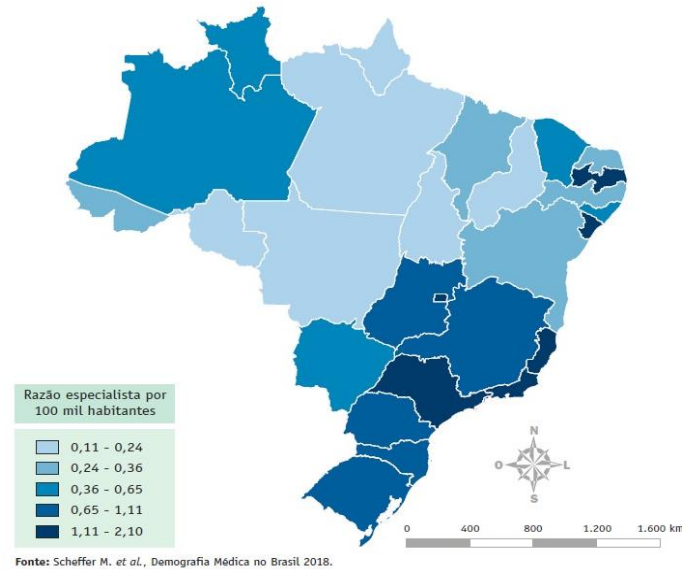 Razão especialista por
100 mil habitantes
0,11 - 0,24
0,24 - 0,36
0,36 - 0,65
0,65 - 1,11
1,11 - 2,10
N
O
L
S
0 400 800 1.200 1.600 km
Fonte: Scheffer M. et al., Demografia Médica no Brasil 2018.